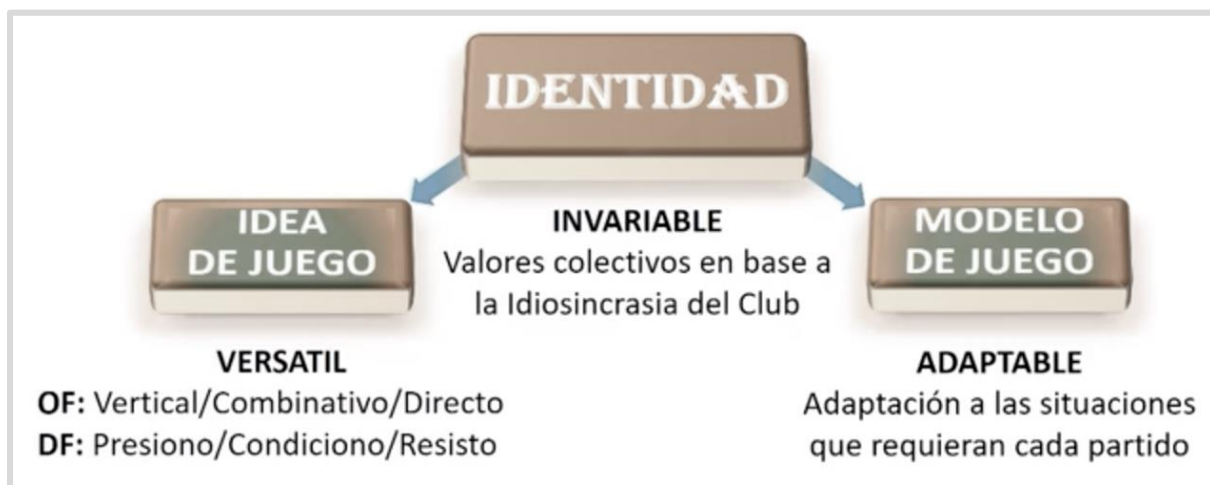 IDENTIDAD
IDEA
DE JUEGO
VERSATIL
OF: Vertical/Combinativo/Directo
DF: Presiono/Condiciono/Resisto
INVARIABLE
Valores colectivos en base a
la Idiosincrasia del Club
MODELO
DE JUEGO
ADAPTABLE
Adaptación a las situaciones
que requieran cada partido